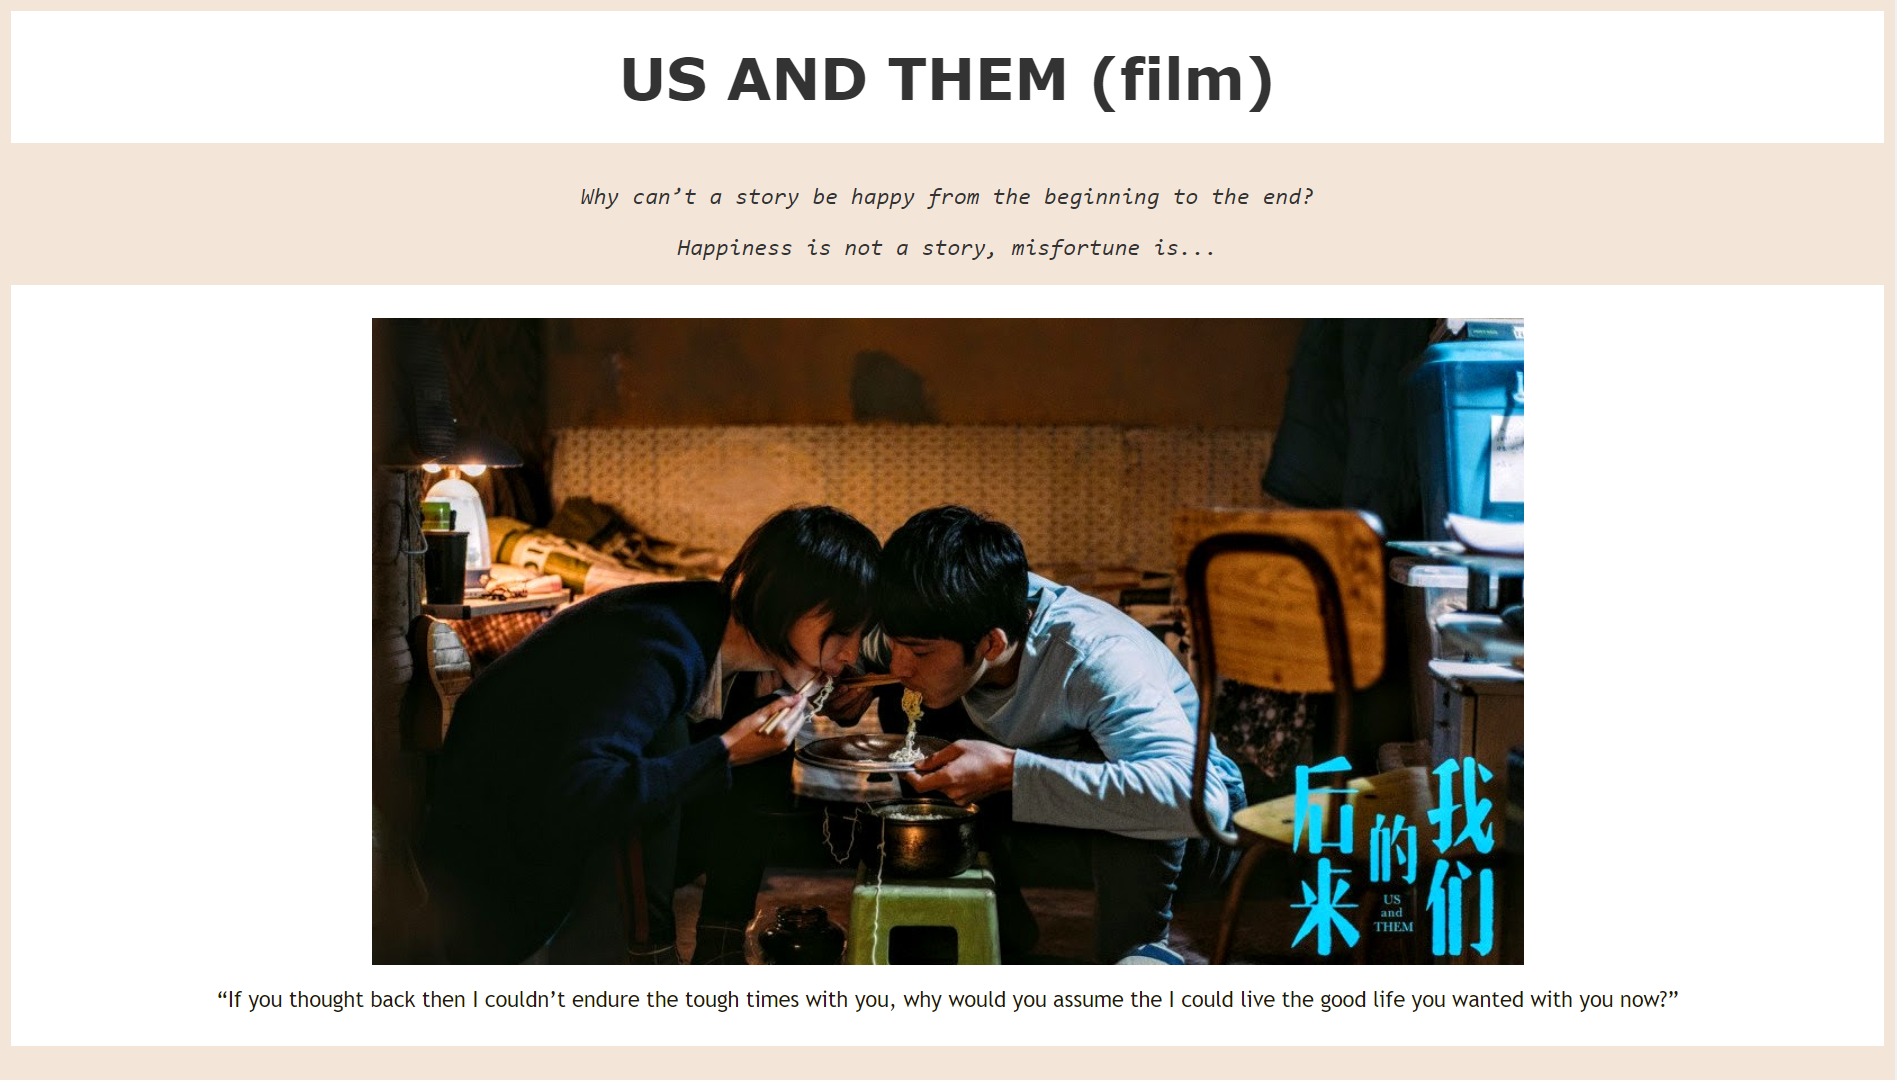 US AND THEM (film)
Why can’t a story be happy from the beginning to the end?
Happiness is not a story, misfortune is...
我们
的
后来
US
and
THEM
“If you thought back then I couldn’t endure the tough times with you, why would you assume the I could live the good life you wanted with you now?”